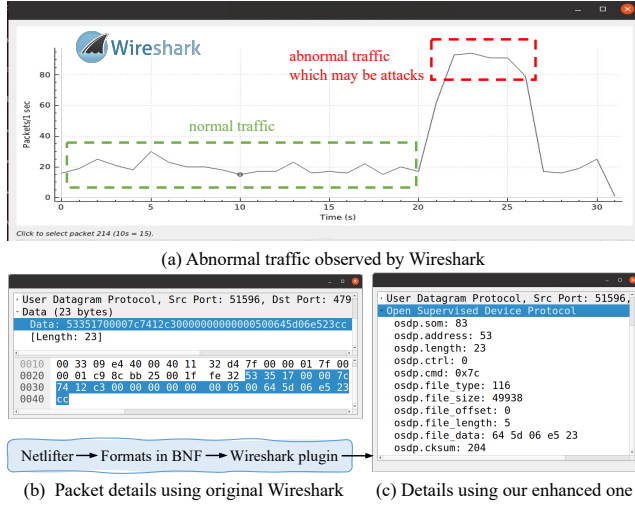 Wireshark
abnormal traffic
which may be attacks
normal traffic
Packets/1 sec
80
60
40
20
0
0 5 10 15 20 25 30
Time (s)
Click to select packet 214 (10s = 15).
(a) Abnormal traffic observed by Wireshark
User Datagram Protocol, Src Port: 51596, Dst Port: 479
Data (23 bytes)
Data: 53351700007c7412c30000000000000500645d06e523cc
[Length: 23]
0010 00 33 09 e4 40 00 40 11 32 d4 7f 00 00 01 7f 00
0020 00 01 c9 8c bb 25 00 1f fe 32 53 35 17 00 00 7c
0030 74 12 c3 00 00 00 00 00 00 05 00 64 5d 06 e5 23
0040 cc
Netlifter Formats in BNF Wireshark plugin
(b) Packet details using original Wireshark
User Datagram Protocol, Src Port: 51596,
Open Supervised Device Protocol
osdp.som: 83
osdp.address: 53
osdp.length: 23
osdp.ctrl: 0
osdp.cmd: 0x7c
osdp.file_type: 116
osdp.file_size: 49938
osdp.file_offset: 0
osdp.file_length: 5
osdp.file_data: 64 5d 06 e5 23
osdp.cksum: 204
(c) Details using our enhanced one